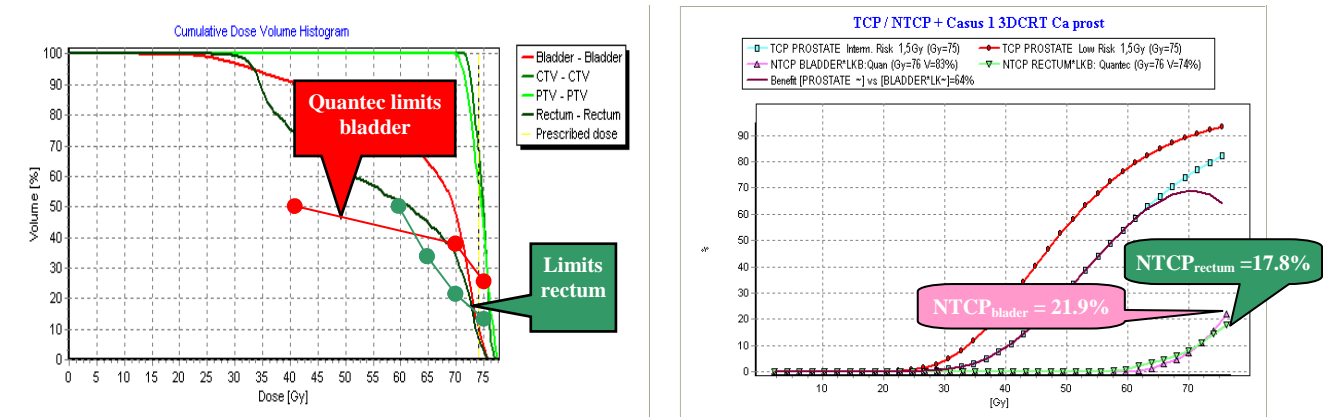 Cumulative Dose Volume Histogram
100
90
80
70
60
50
40
30
20
10
0
Volume [%]
0 5 10 15 20 25 30 35 40 45 50 55 60 65 70 75
Dose [Gy]
Bladder - Bladder
CTV - CTV
PTV - PTV
Rectum - Rectum
Prescribed dose
Quantec limits
bladder
Limits
rectum
TCP / NTCP + Casus 1 3DCRT Ca prost
TCP PROSTATE Interm. Risk 1,5Gy (Gy=75) TCP PROSTATE Low Risk 1,5Gy (Gy=75)
NTCP BLADDER*LKB:Quan (Gy=76 V=83%) NTCP RECTUM*LKB: Quantec (Gy=76 V=74%)
Benefit [PROSTATE ~] vs [BLADDER*LK~]=64%
90
80
70
60
50
40
30
20
10
0
%
10 20 30 40 50 60 70
[Gy]
NTCPrectum =17.8%
NTCPblader = 21.9%